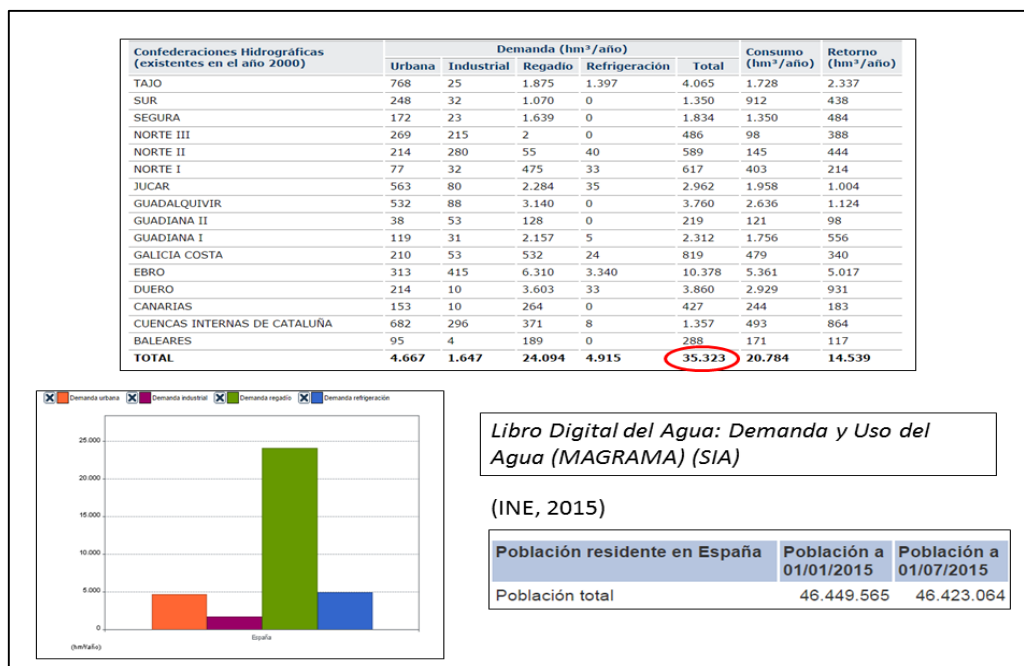 Confederaciones Hidrográficas (existentes en el año 2000) Demanda (hm³/año) Consumo (hm³/año) Retorno (hm³/año)
Urbana Industrial Regadío Refrigeración Total
TAJO 768 25 1.875 1.397 4.065 1.728 2.337
SUR 248 32 1.070 0 1.350 912 438
SEGURA 172 23 1.639 0 1.834 1.350 484
NORTE III 269 215 2 0 486 98 388
NORTE II 214 280 55 40 589 145 444
NORTE I 77 32 475 33 617 403 214
JUCAR 563 80 2.284 35 2.962 1.958 1.004
GUADALQUIVIR 532 88 3.140 0 3.760 2.636 1.124
GUADIANA II 38 53 128 0 219 121 98
GUADIANA I 119 31 2.157 5 2.312 1.756 556
GALICIA COSTA 210 53 532 24 819 479 340
EBRO 313 415 6.310 3.340 10.378 5.361 5.017
DUERO 214 10 3.603 33 3.860 2.929 931
CANARIAS 153 10 264 0 427 244 183
CUENCAS INTERNAS DE CATALUÑA 682 296 371 8 1.357 493 864
BALEARES 95 4 189 0 288 171 117
TOTAL 4.667 1.647 24.094 4.915 35.323 20.784 14.539
Demanda urbana Demanda industrial Demanda regadío Demanda refrigeración
25.000
20.000
15.000
10.000
5.000
0
España
(hm³/año)
Libro Digital del Agua: Demanda y Uso del
Agua (MAGRAMA) (SIA)
(INE, 2015)
Población residente en España Población a 01/01/2015 Población a 01/07/2015
Población total 46.449.565 46.423.064